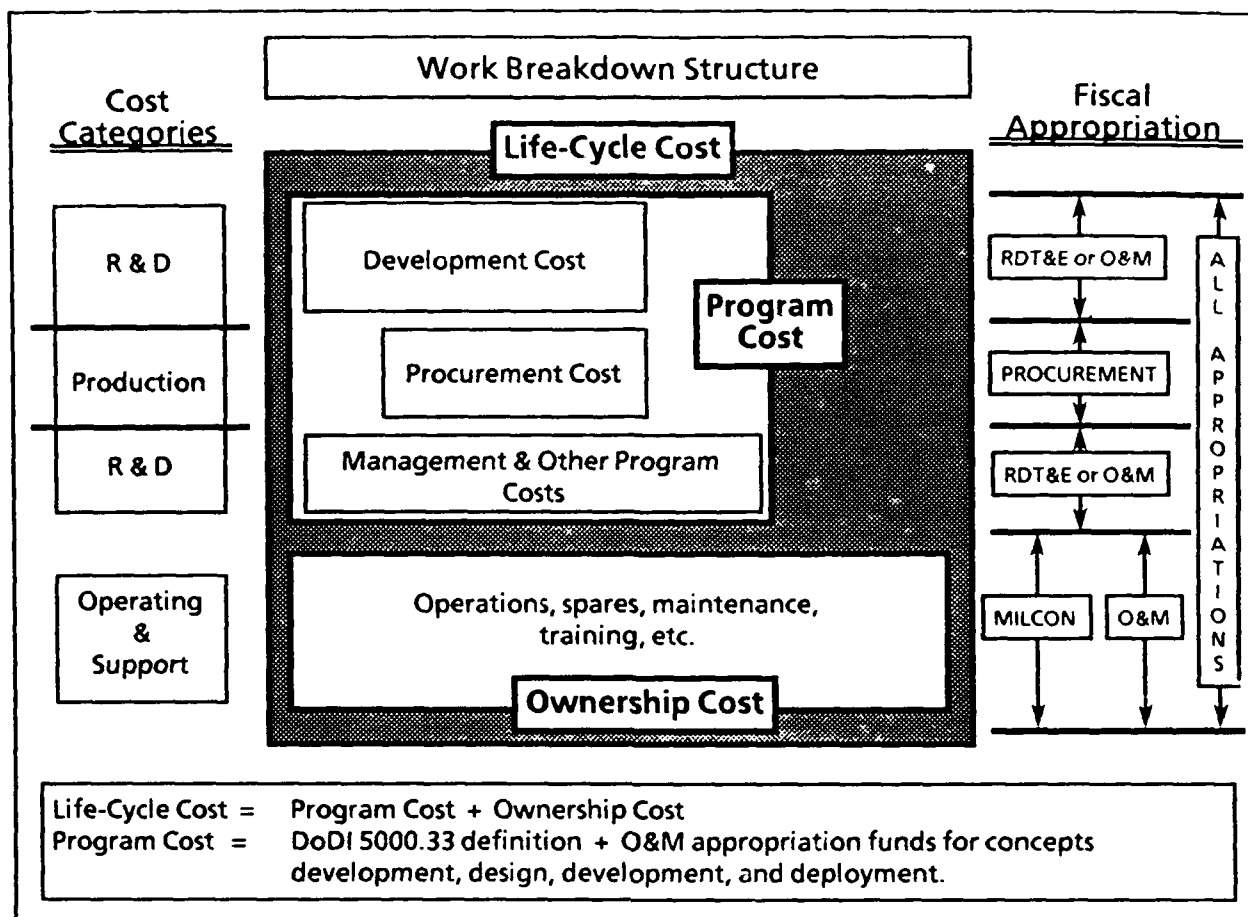 Work Breakdown Structure
Cost
Categories
Fiscal
Appropriation
Life-Cycle Cost
R & D
Production
R & D
Operating
&
Support
Development Cost
Program
Cost
Procurement Cost
Management & Other Program
Costs
Operations, spares, maintenance,
training, etc.
Ownership Cost
RDT&E or O&M
PROCUREMENT
RDT&E or O&M
MILCON
O&M
ALL APPROPRIATIONS
Life-Cycle Cost = Program Cost + Ownership Cost
Program Cost = DoDI 5000.33 definition + O&M appropriation funds for concepts
development, design, development, and deployment.